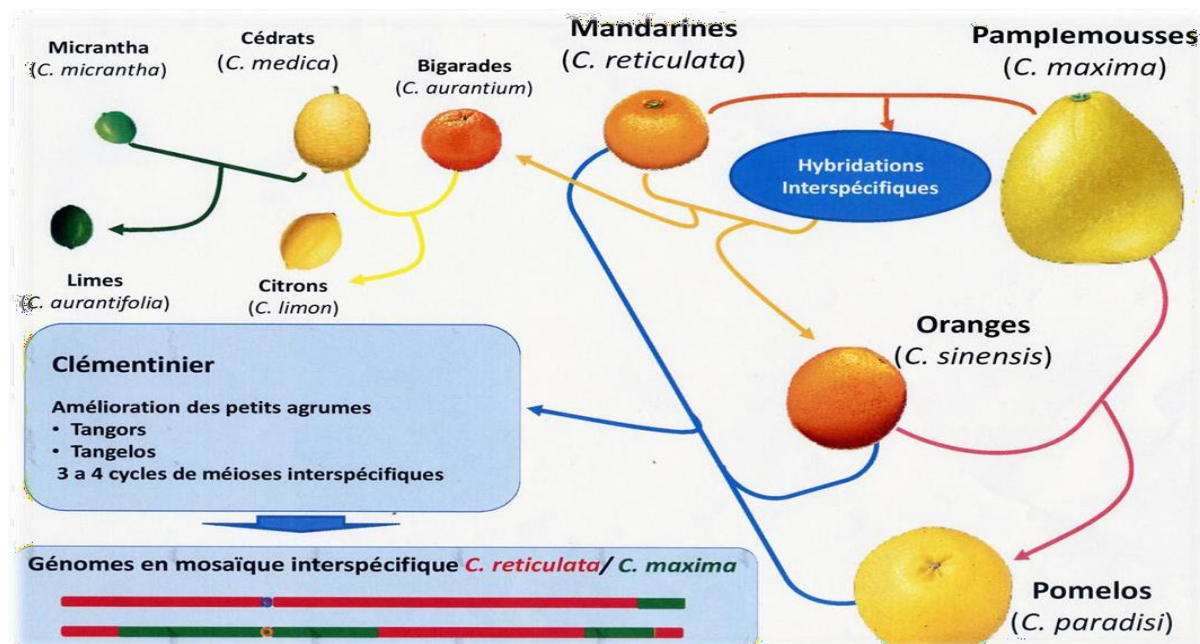 Micrantha
(C. micrantha)
Cédrats
(C. medica)
Bigarades
(C. aurantium)
Mandarines
(C. reticulata)
Pamplemousses
(C. maxima)
Hybridations
Interspécifiques
Limes
(C. aurantifolia)
Citrons
(C. limon)
Oranges
(C. sinensis)
Clémentinier
Amélioration des petits agrumes
• Tangors
• Tangelos
3 a 4 cycles de méioses interspécifiques
Génomes en mosaïque interspécifique C. reticulata/ C. maxima
Pomelos
(C. paradisi)